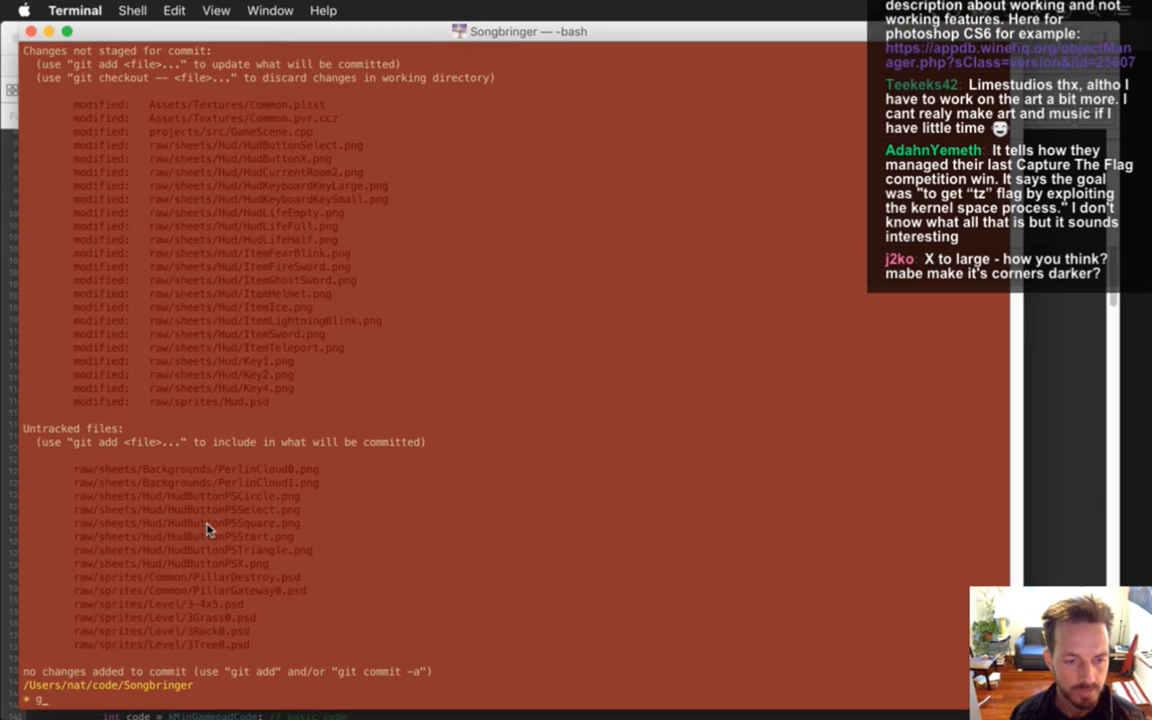 Terminal Shell Edit View Window Help
Songbringer — -bash
Changes not staged for commit:
(use "git add <file>..." to update what will be committed)
(use "git checkout -- <file>..." to discard changes in working directory)
modified: Assets/Textures/Common.plist
modified: Assets/Textures/Common.pvr.ccz
modified: projects/src/GameScene.cpp
modified: raw/sheets/Hud/HudButtonSelect.png
modified: raw/sheets/Hud/HudButtonX.png
modified: raw/sheets/Hud/HudCurrentRoom2.png
modified: raw/sheets/Hud/HudKeyboardKeyLarge.png
modified: raw/sheets/Hud/HudKeyboardKeySmall.png
modified: raw/sheets/Hud/HudLifeEmpty.png
modified: raw/sheets/Hud/HudLifeFull.png
modified: raw/sheets/Hud/HudLifeHalf.png
modified: raw/sheets/Hud/ItemFearBlink.png
modified: raw/sheets/Hud/ItemFireSword.png
modified: raw/sheets/Hud/ItemGhostSword.png
modified: raw/sheets/Hud/ItemHelmet.png
modified: raw/sheets/Hud/ItemIce.png
modified: raw/sheets/Hud/ItemLightningBlink.png
modified: raw/sheets/Hud/ItemSword.png
modified: raw/sheets/Hud/ItemTeleport.png
modified: raw/sheets/Hud/Key1.png
modified: raw/sheets/Hud/Key2.png
modified: raw/sheets/Hud/Key4.png
modified: raw/sprites/Hud.psd
Untracked files:
(use "git add <file>..." to include in what will be committed)
raw/sheets/Backgrounds/PerlinCloud0.png
raw/sheets/Backgrounds/PerlinCloud1.png
raw/sheets/Hud/HudButtonPSCircle.png
raw/sheets/Hud/HudButtonPSSelect.png
raw/sheets/Hud/HudButtonPSSquare.png
raw/sheets/Hud/HudButtonPSStart.png
raw/sheets/Hud/HudButtonPSTriangle.png
raw/sheets/Hud/HudButtonPSX.png
raw/sprites/Common/PillarDestroy.psd
raw/sprites/Common/PillarGateway0.psd
raw/sprites/Level/3-4x5.psd
raw/sprites/Level/3Grass0.psd
raw/sprites/Level/3Rock0.psd
raw/sprites/Level/3Tree0.psd
no changes added to commit (use "git add" and/or "git commit -a")
/Users/nat/code/Songbringer
* g_
int code = kMinGamepadCode; // basic code
description about working and not
working features. Here for
photoshop CS6 for example:
https://appdb.winehq.org/objectMan
ager.php?sClass=version&iId=25607
Teekeks42: Limestudios thx, altho I
have to work on the art a bit more. I
cant realy make art and music if I
have little time
AdahnYemeth: It tells how they
managed their last Capture The Flag
competition win. It says the goal
was "to get “tz” flag by exploiting
the kernel space process." I don't
know what all that is but it sounds
interesting
j2ko: X to large - how you think?
mabe make it's corners darker?